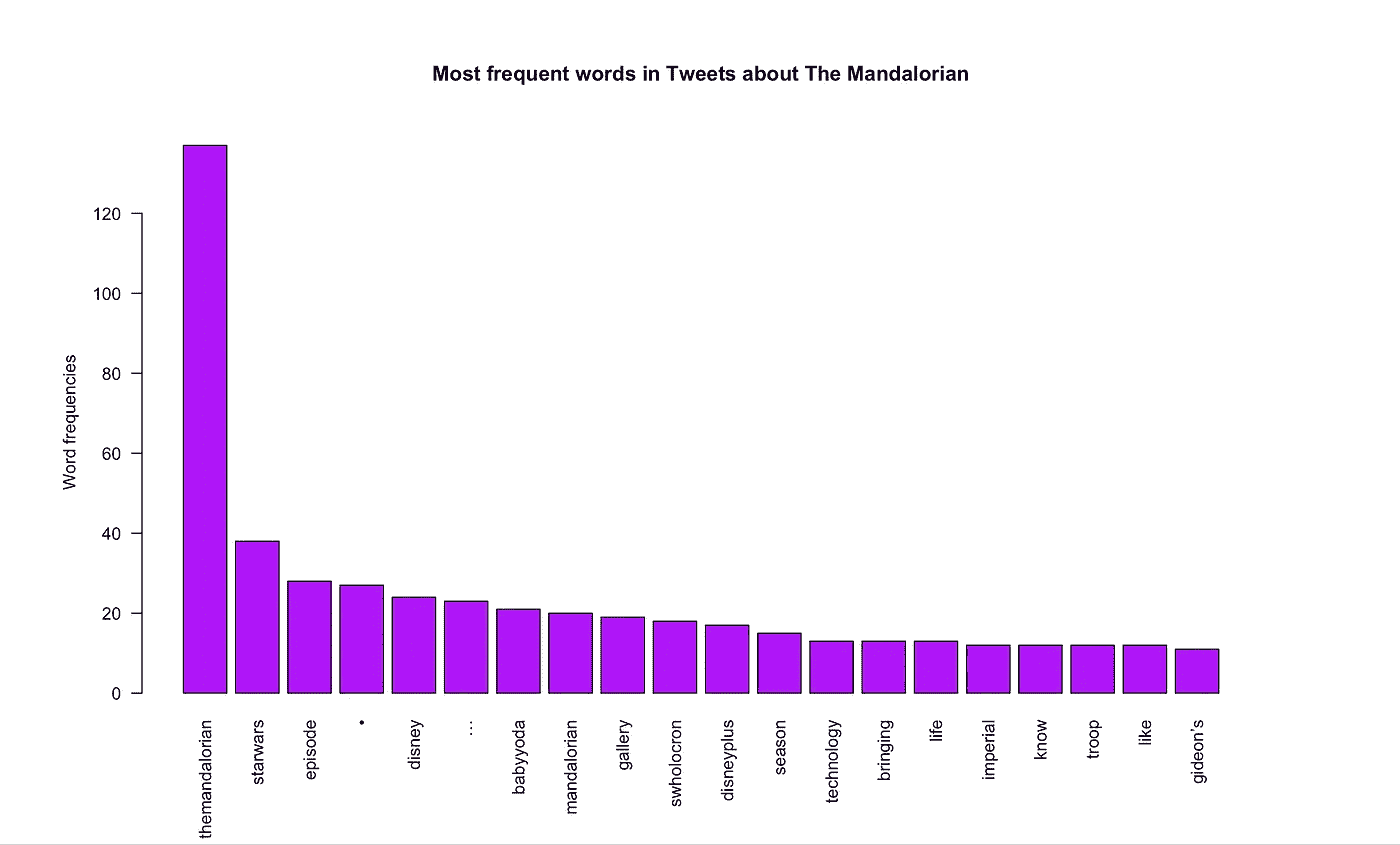 Most frequent words in Tweets about The Mandalorian
Word frequencies
120
100
80
60
40
20
0
themandalorian
starwars
episode
•
disney
…
babyyoda
mandalorian
gallery
swholocron
disneyplus
season
technology
bringing
life
imperial
know
troop
like
gideon's